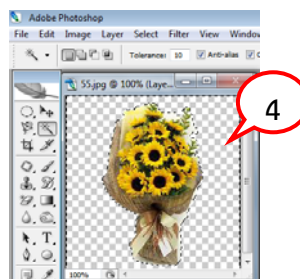 Adobe Photoshop
File Edit Image Layer Select Filter View Window
Tolerance: 10 Anti-alias
55.jpg @ 100% (Laye...
4
100%